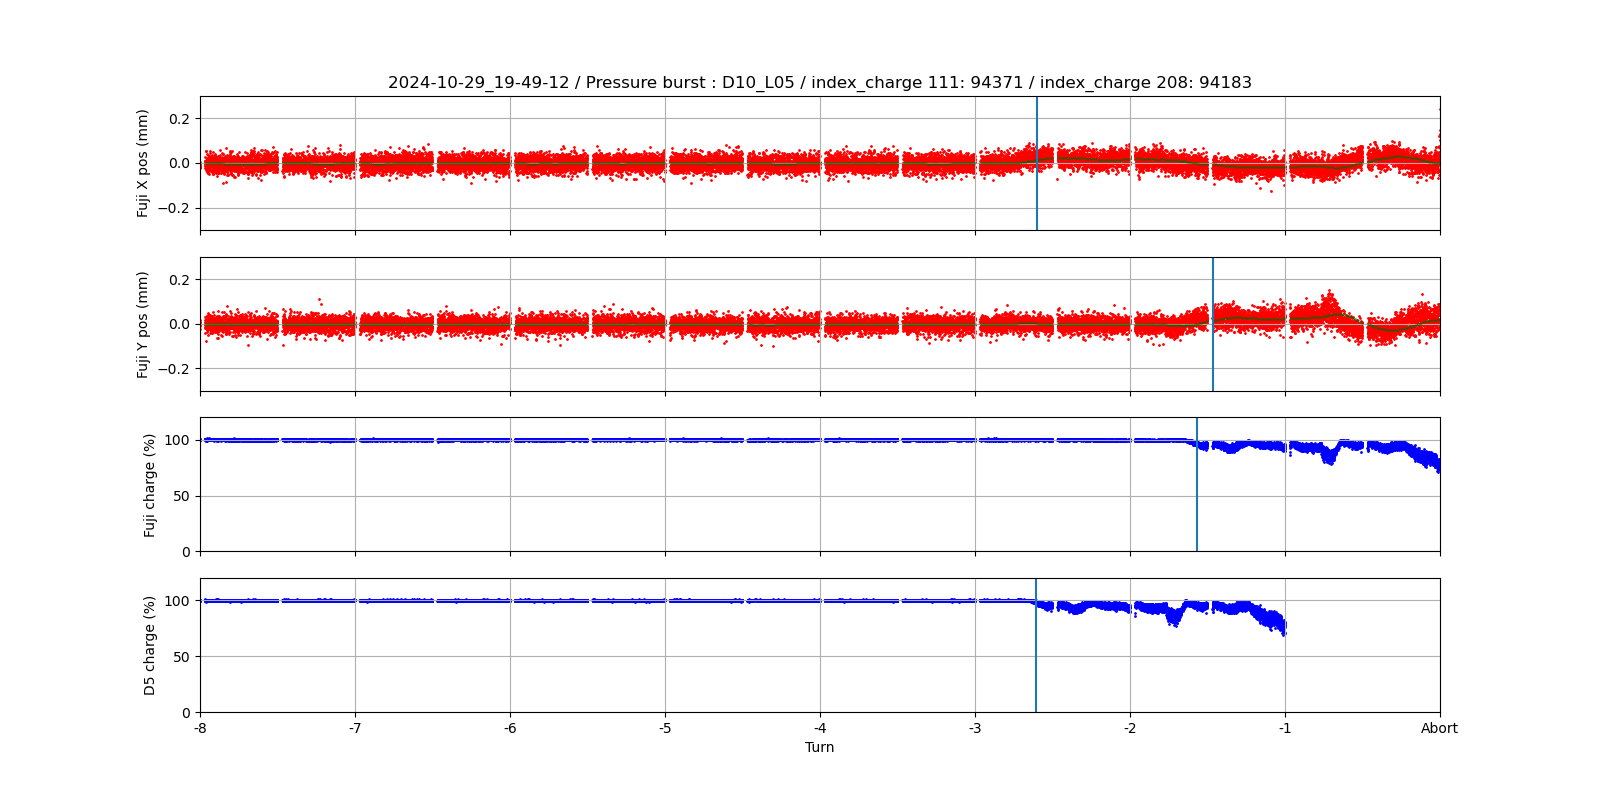 2024-10-29_19-49-12 / Pressure burst : D10_L05 / index_charge 111: 94371 / index_charge 208: 94183
Fuji X pos (mm)
0.2
0.0
−0.2
Fuji Y pos (mm)
0.2
0.0
−0.2
Fuji charge (%)
100
50
0
D5 charge (%)
100
50
0
-8 -7 -6 -5 -4 -3 -2 -1 Abort
Turn